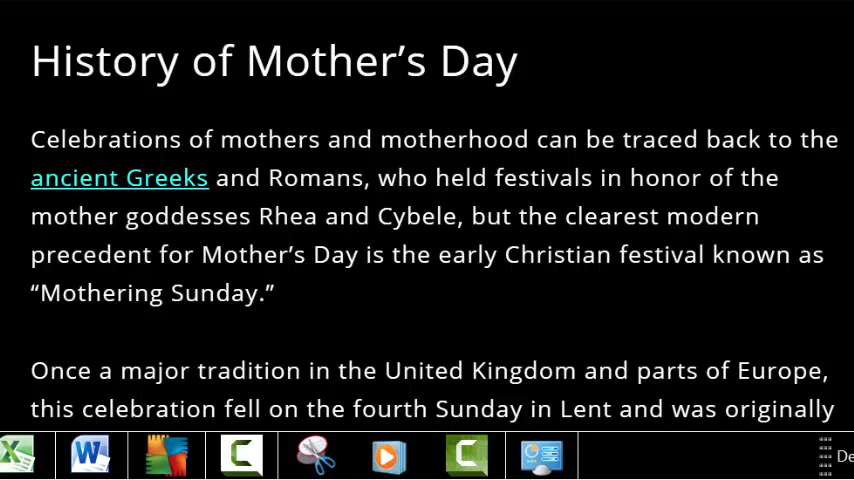 History of Mother’s Day
Celebrations of mothers and motherhood can be traced back to the
ancient Greeks and Romans, who held festivals in honor of the
mother goddesses Rhea and Cybele, but the clearest modern
precedent for Mother’s Day is the early Christian festival known as
“Mothering Sunday.”
Once a major tradition in the United Kingdom and parts of Europe,
this celebration fell on the fourth Sunday in Lent and was originally
De